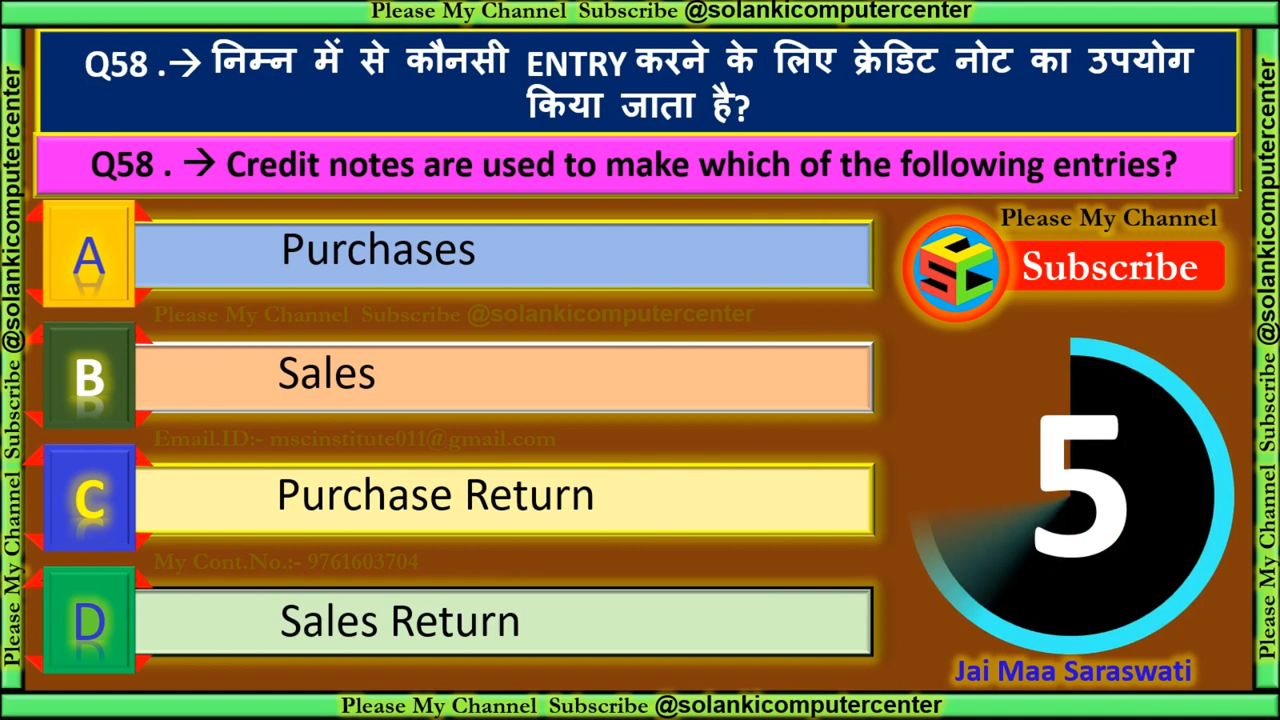 Please My Channel Subscribe @solankicomputercenter
Q58 .→ निम्न में से कौनसी ENTRY करने के लिए क्रेडिट नोट का उपयोग
किया जाता है?
Q58 . → Credit notes are used to make which of the following entries?
A
Purchases
Please My Channel
Subscribe
CSC
Please My Channel Subscribe @solankicomputercenter
B
Sales
Email.ID:- mscinstitute011@gmail.com
C
Purchase Return
5
My Cont.No.:- 9761603704
D
Sales Return
Jai Maa Saraswati
Please My Channel Subscribe @solankicomputercenter
Please My Channel Subscribe @solankicomputercenter
Please My Channel Subscribe @solankicomputercenter